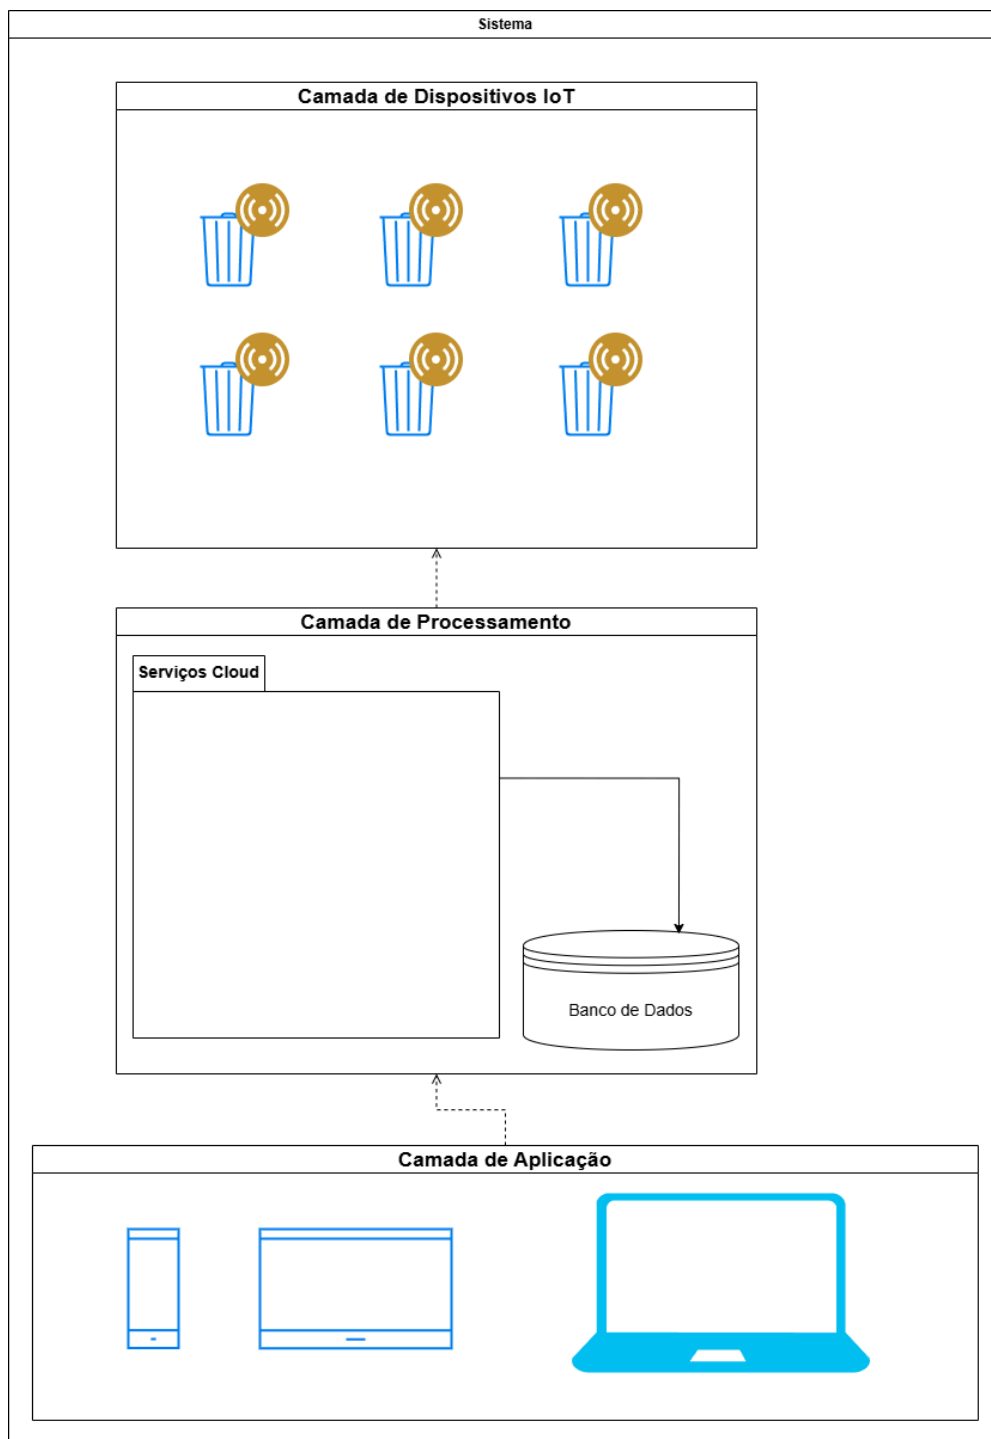 Sistema
Camada de Dispositivos IoT
Camada de Processamento
Serviços Cloud
Banco de Dados
Camada de Aplicação